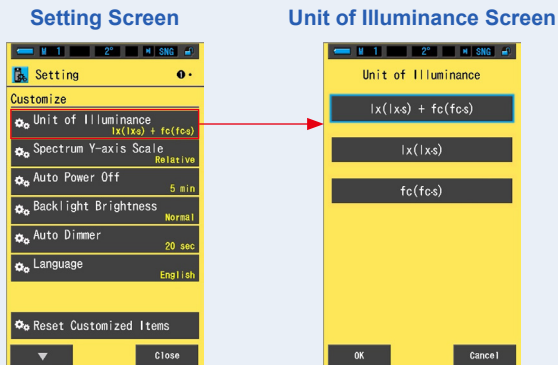 Setting Screen
M 1 2° SNG
Setting
Customize
Unit of Illuminance
lx(lx·s) + fc(fc·s)
Spectrum Y-axis Scale
Relative
Auto Power Off
5 min
Backlight Brightness
Normal
Auto Dimmer
20 sec
Language
English
Reset Customized Items
▼ Close
Unit of Illuminance Screen
M 1 2° SNG
Unit of Illuminance
lx(lx·s) + fc(fc·s)
lx(lx·s)
fc(fc·s)
OK Cancel